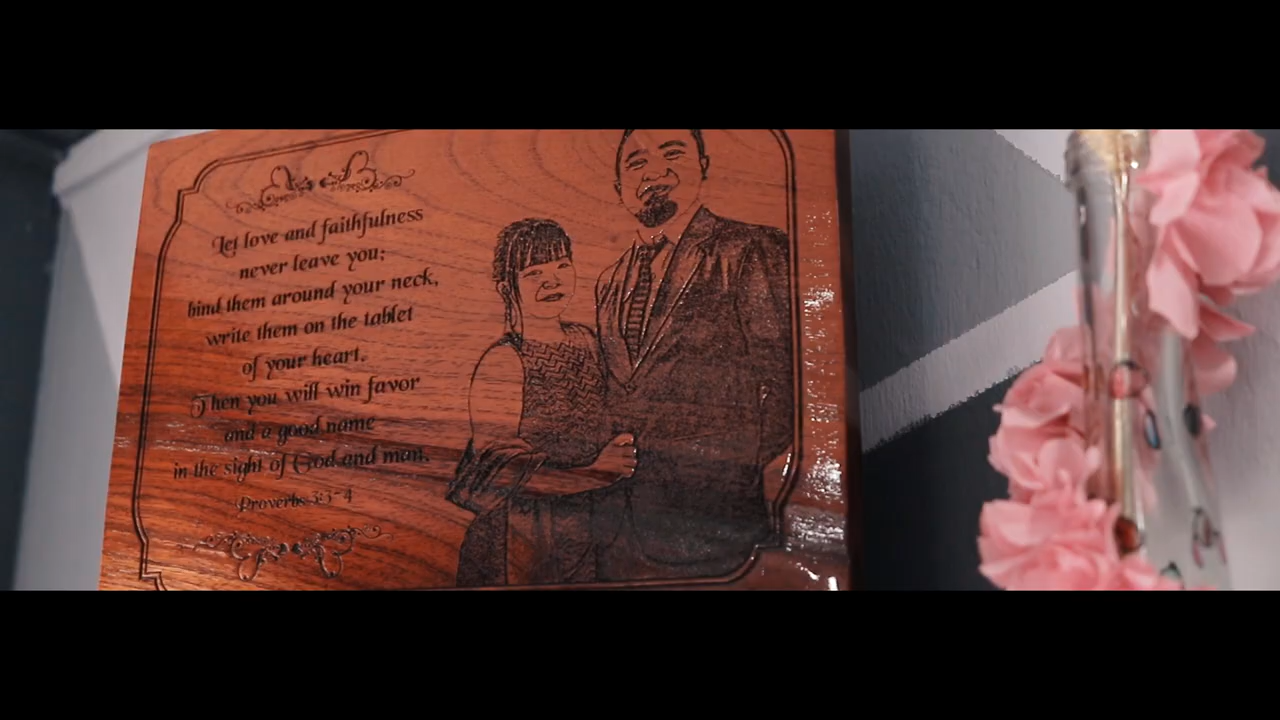 Let love and faithfulness
never leave you;
bind them around your neck,
write them on the tablet
of your heart.
Then you will win favor
and a good name
in the sight of God and man.
Proverbs 3:3-4